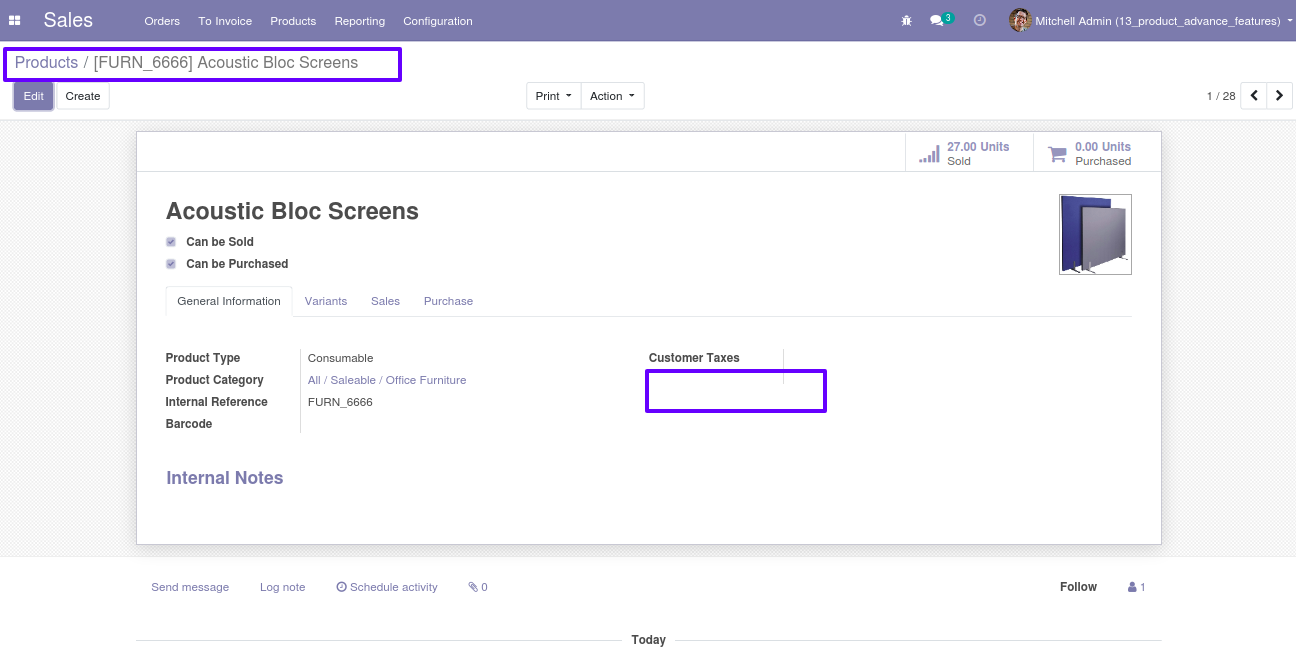 Sales Orders To Invoice Products Reporting Configuration 3 Mitchell Admin (13_product_advance_features)
Products / [FURN_6666] Acoustic Bloc Screens
Edit Create Print Action 1 / 28
27.00 Units 0.00 Units
Sold Purchased
Acoustic Bloc Screens
Can be Sold
Can be Purchased
General Information Variants Sales Purchase
Product Type Consumable Customer Taxes
Product Category All / Saleable / Office Furniture
Internal Reference FURN_6666
Barcode
Internal Notes
Send message Log note Schedule activity 0 Follow 1
Today